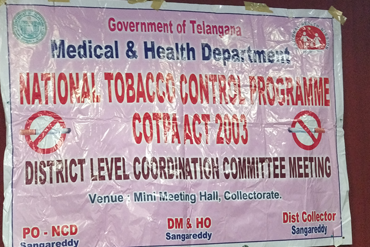 Government of Telangana
Medical & Health Department
NATIONAL TOBACCO CONTROL PROGRAMME
COTPA ACT 2003
DISTRICT LEVEL COORDINATION COMMITTEE MEETING
Venue : Mini Meeting Hall, Collectorate.
PO - NCD DM & HO Dist Collector
Sangareddy Sangareddy Sangareddy